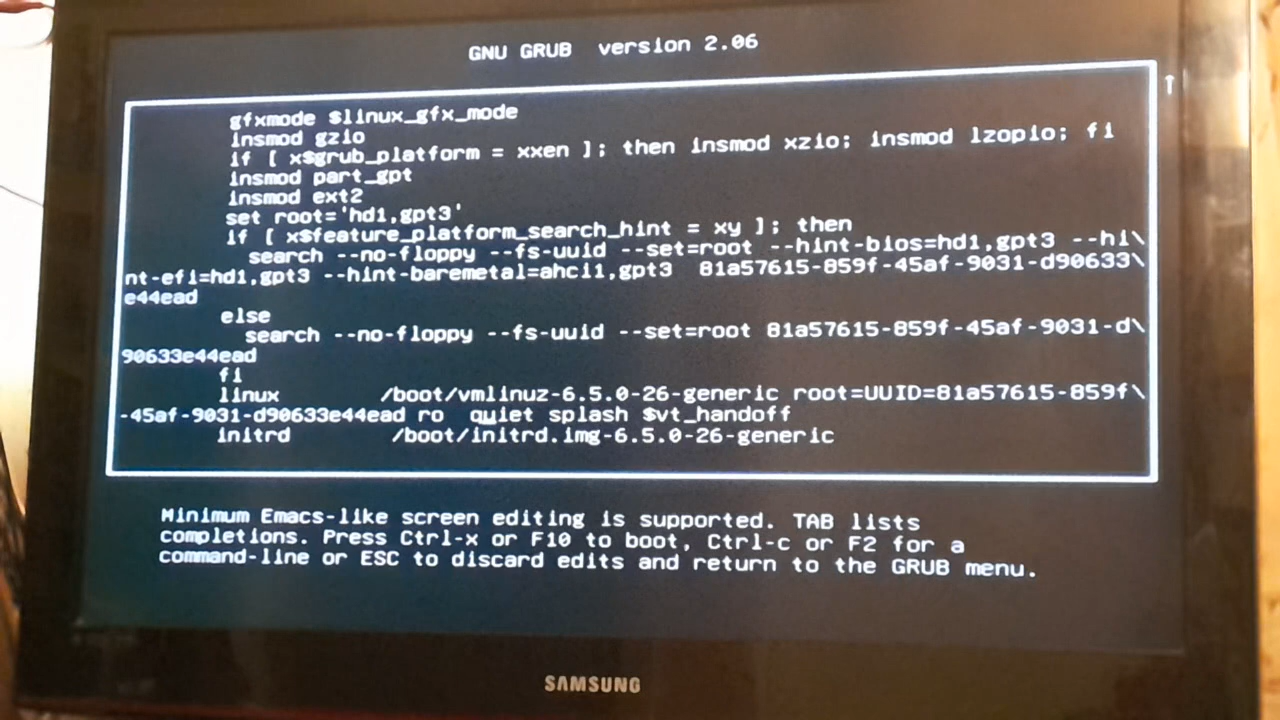 GNU GRUB version 2.06
↑
gfxmode $linux_gfx_mode
insmod gzio
if [ x$grub_platform = xxen ]; then insmod xzio; insmod lzopio; fi
insmod part_gpt
insmod ext2
set root='hd1,gpt3'
if [ x$feature_platform_search_hint = xy ]; then
search --no-floppy --fs-uuid --set=root --hint-bios=hd1,gpt3 --hi\
nt-efi=hd1,gpt3 --hint-baremetal=ahci1,gpt3 81a57615-859f-45af-9031-d90633\
e44ead
else
search --no-floppy --fs-uuid --set=root 81a57615-859f-45af-9031-d\
90633e44ead
fi
linux /boot/vmlinuz-6.5.0-26-generic root=UUID=81a57615-859f\
-45af-9031-d90633e44ead ro quiet splash $vt_handoff
initrd /boot/initrd.img-6.5.0-26-generic
Minimum Emacs-like screen editing is supported. TAB lists
completions. Press Ctrl-x or F10 to boot, Ctrl-c or F2 for a
command-line or ESC to discard edits and return to the GRUB menu.
SAMSUNG